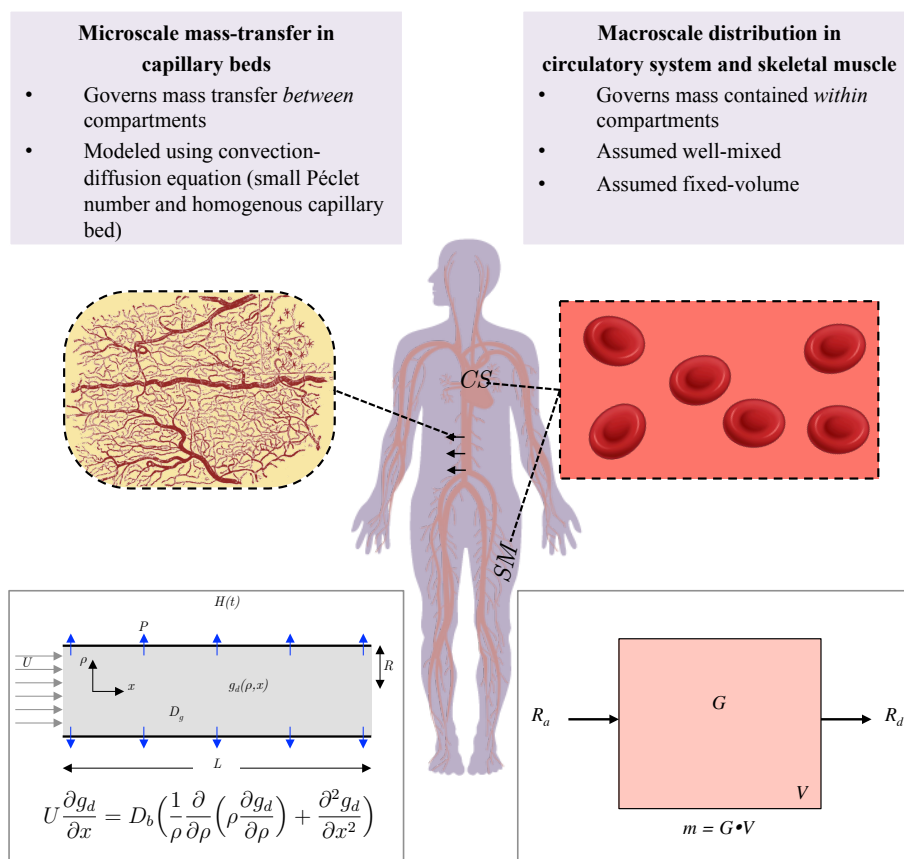 Microscale mass-transfer in
capillary beds
• Governs mass transfer between
compartments
• Modeled using convection-
diffusion equation (small Péclet
number and homogenous capillary
bed)
Macroscale distribution in
circulatory system and skeletal muscle
• Governs mass contained within
compartments
• Assumed well-mixed
• Assumed fixed-volume
CS
SM
H(t)
P
U
ρ
x
R
g_d(ρ,x)
D_g
L
U ∂g_d/∂x = D_b(1/ρ ∂/∂ρ(ρ ∂g_d/∂ρ) + ∂²g_d/∂x²)
G
R_a
R_d
V
m = G•V